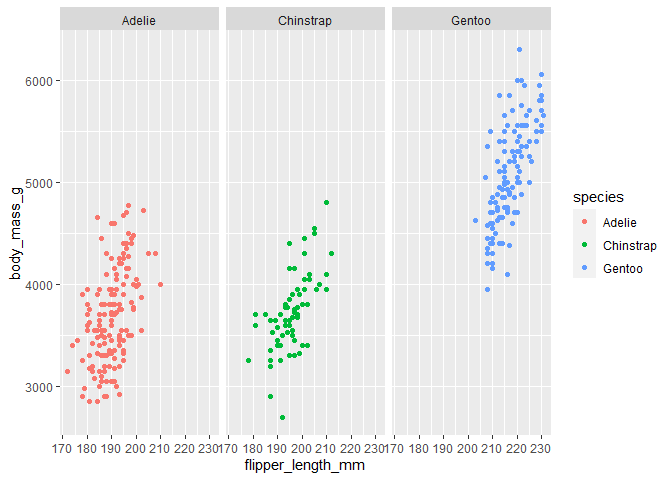 Adelie Chinstrap Gentoo
6000
5000
4000
3000
body_mass_g
170 180 190 200 210 220 230 170 180 190 200 210 220 230 170 180 190 200 210 220 230
flipper_length_mm
species
Adelie
Chinstrap
Gentoo